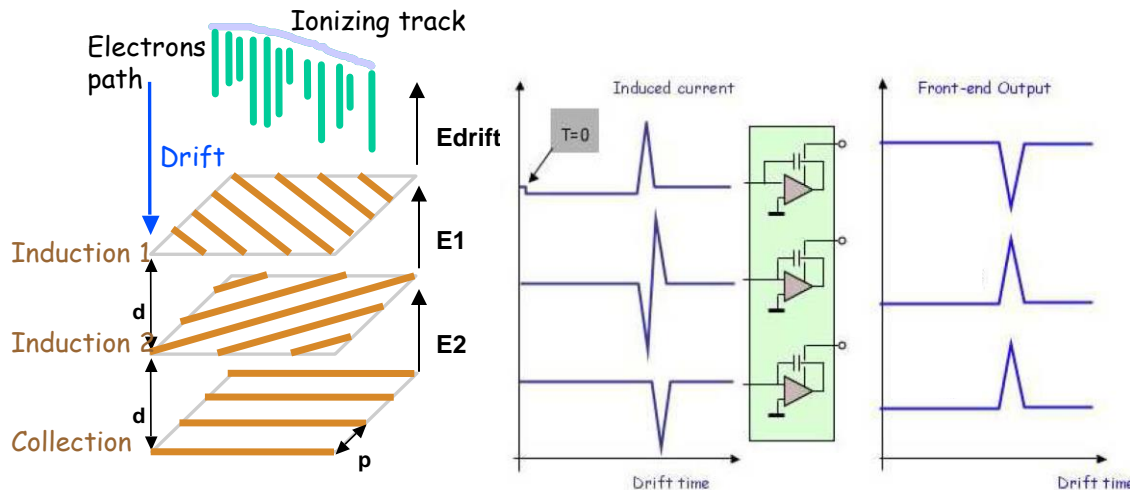 Ionizing track
Electrons
path
Drift
Edrift
Induction 1
E1
d
Induction 2
E2
d
Collection
p
Induced current
T=0
Drift time
Front-end Output
Drift time